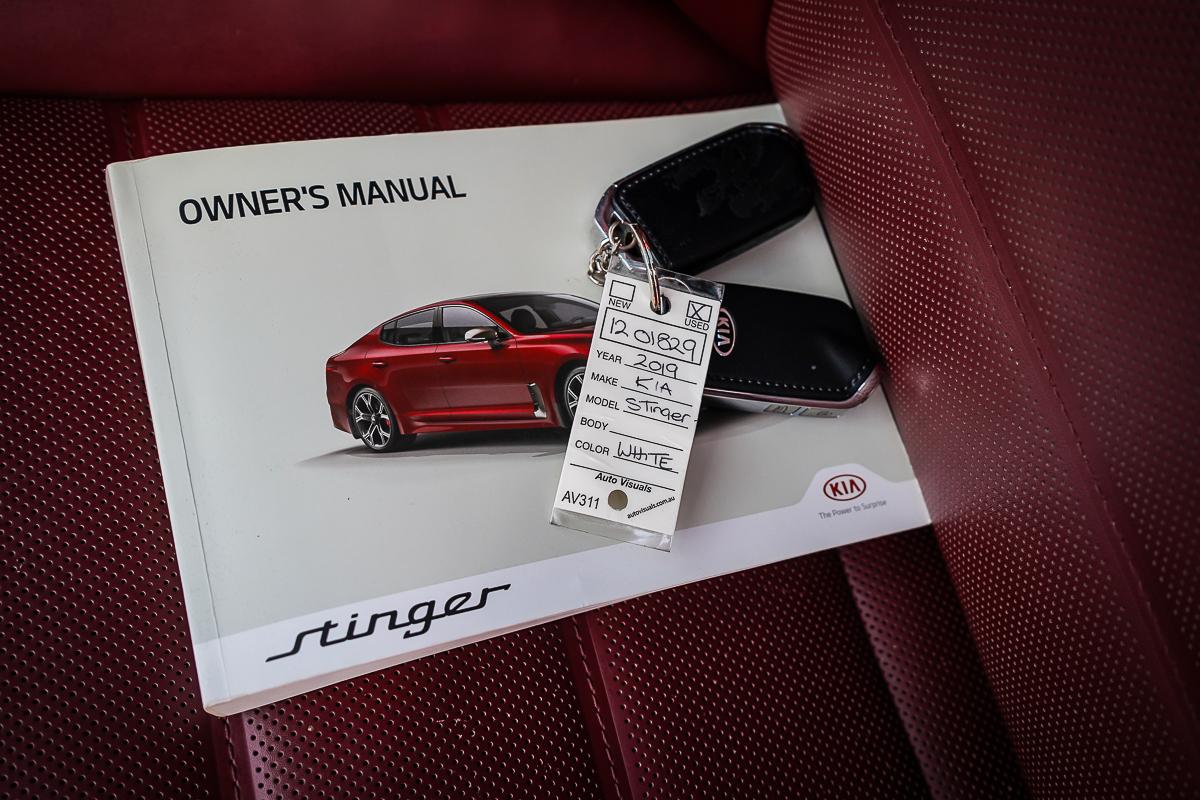 OWNER'S MANUAL
NEW
X
USED
12 01829
YEAR 2019
MAKE KIA
MODEL STinger
BODY
COLOR WHITE
Auto Visuals
AV311
autovisuals.com.au
KIA
KIA
The Power to Surprise
stinger